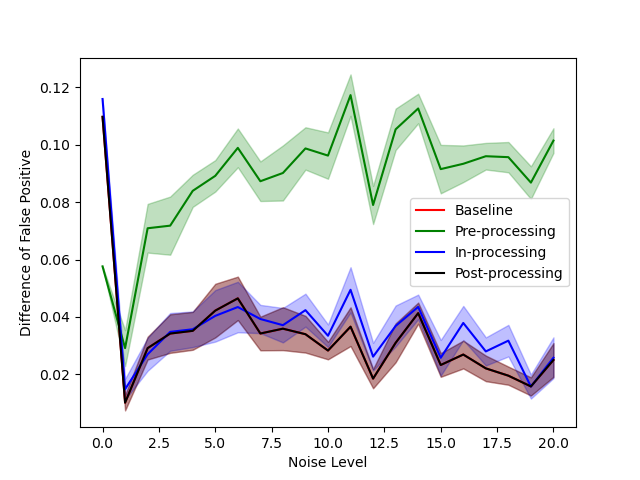 0.12
0.10
0.08
0.06
0.04
0.02
Difference of False Positive
Baseline
Pre-processing
In-processing
Post-processing
0.0 2.5 5.0 7.5 10.0 12.5 15.0 17.5 20.0
Noise Level